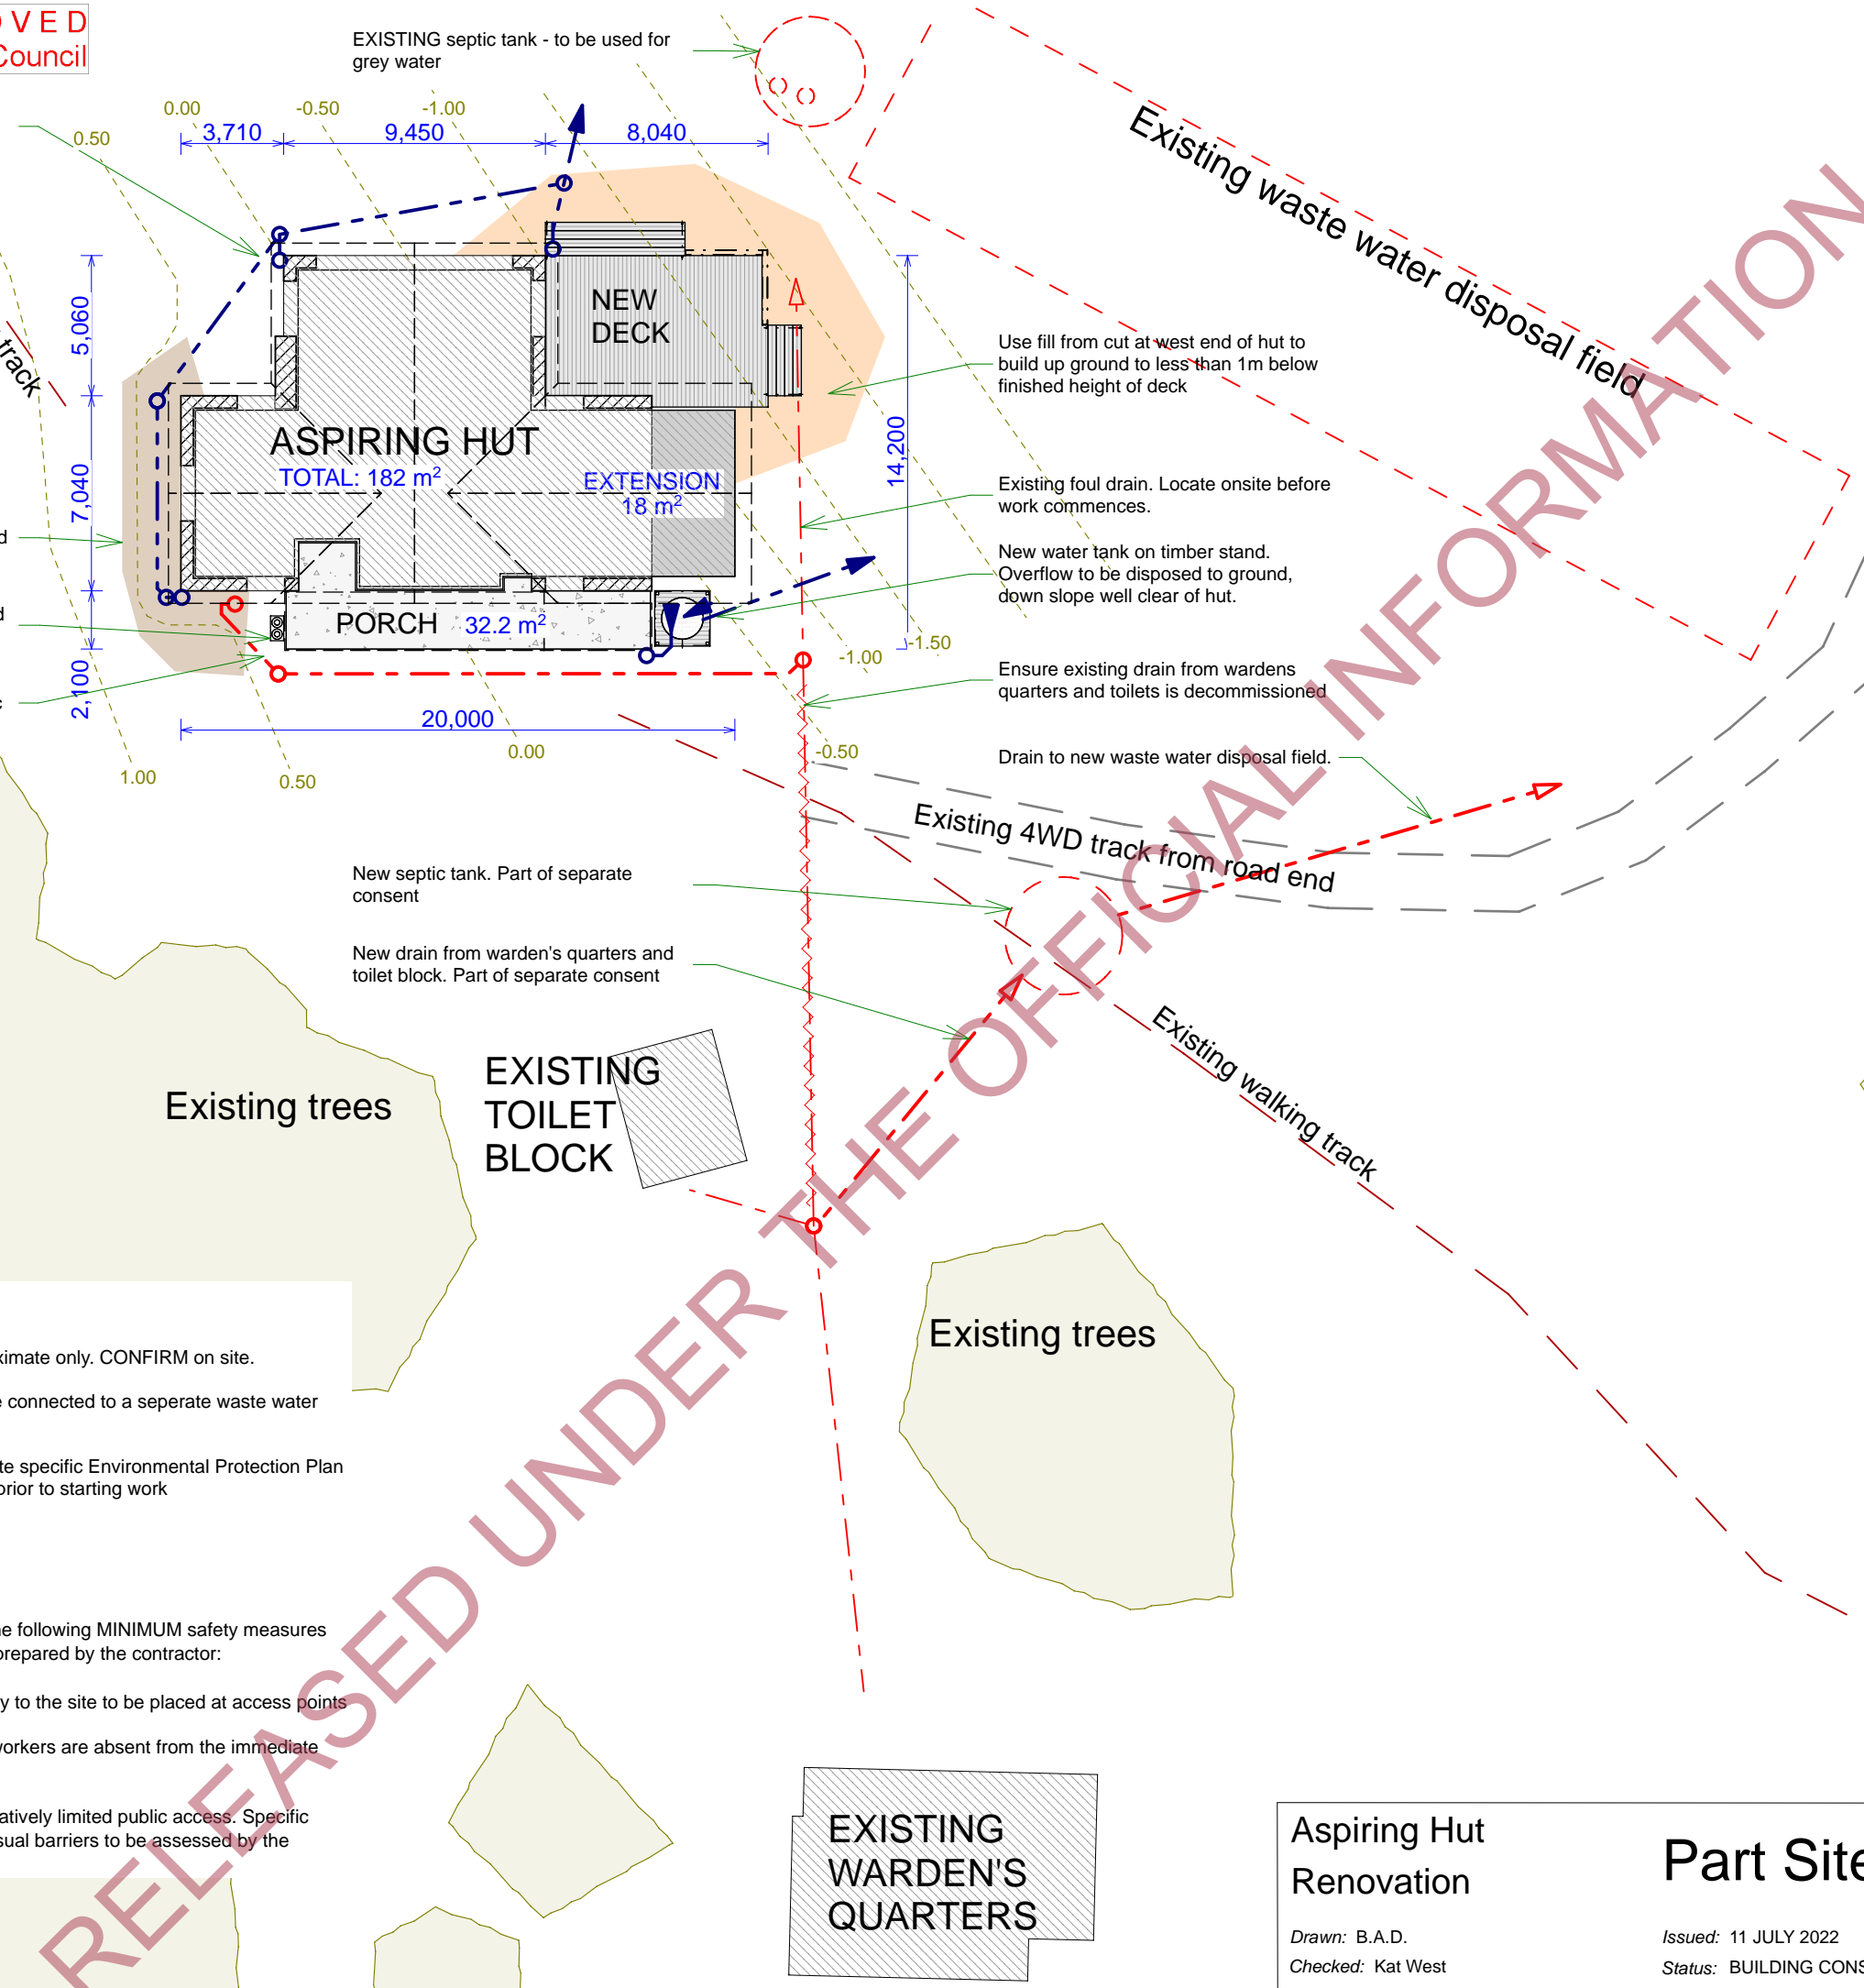 OVED
Council
EXISTING septic tank - to be used for
grey water
0.00
-0.50
-1.00
0.50
3,710
9,450
8,040
Existing waste water disposal field
track
5,060
NEW
DECK
Use fill from cut at west end of hut to
build up ground to less than 1m below
finished height of deck
ASPIRING HUT
TOTAL: 182 m²
EXTENSION
18 m²
14,200
7,040
Existing foul drain. Locate onsite before
work commences.
New water tank on timber stand.
Overflow to be disposed to ground,
down slope well clear of hut.
PORCH 32.2 m²
-1.50
-1.00
2,100
Ensure existing drain from wardens
quarters and toilets is decommissioned
20,000
0.00
-0.50
1.00
0.50
Drain to new waste water disposal field.
Existing 4WD track from road end
New septic tank. Part of separate
consent
New drain from warden's quarters and
toilet block. Part of separate consent
Existing walking track
EXISTING
TOILET
BLOCK
Existing trees
Existing trees
connected to a seperate waste water
only. CONFIRM on site.
specific Environmental Protection Plan
prior to starting work
following MINIMUM safety measures
prepared by the contractor:
to the site to be placed at access points
workers are absent from the immediate
limited public access. Specific
barriers to be assessed by the
EXISTING
WARDEN'S
QUARTERS
Aspiring Hut
Renovation
Part Site
Drawn: B.A.D.
Checked: Kat West
Issued: 11 JULY 2022
Status: BUILDING CONS
RELEASED UNDER THE OFFICIAL INFORMATION